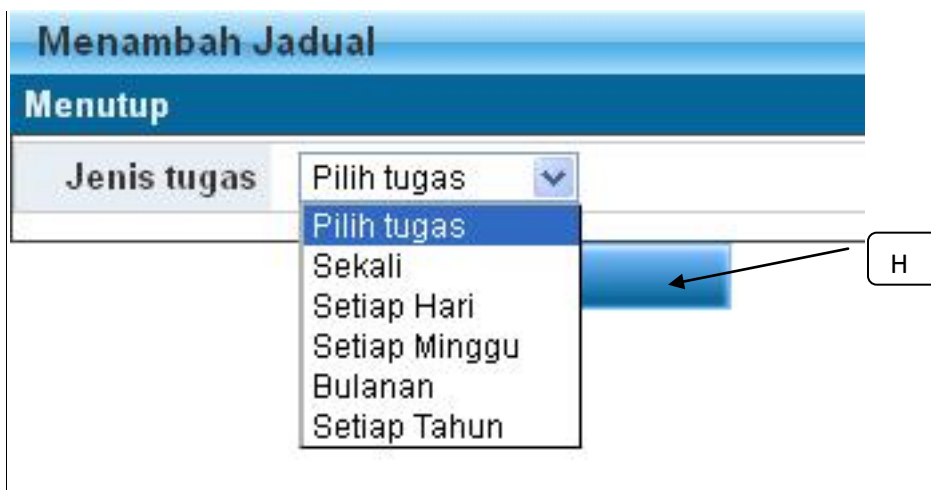 Menambah Jadual
Menutup
Jenis tugas Pilih tugas
Pilih tugas
Sekali
H
Setiap Hari
Setiap Minggu
Bulanan
Setiap Tahun